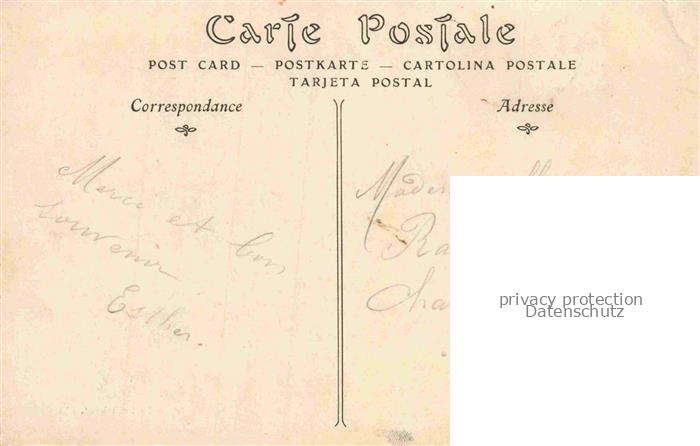 Carte Postale
POST CARD — POSTKARTE — CARTOLINA POSTALE
TARJETA POSTAL
Correspondance
Adresse
Merci et bon
souvenir
Esther.
privacy protection
Datenschutz